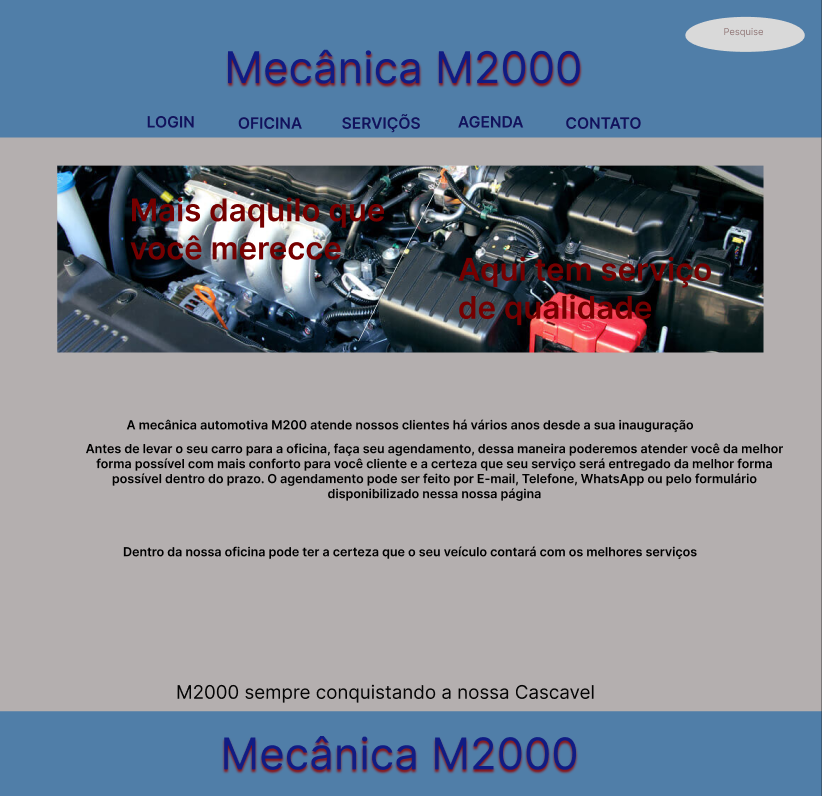 Pesquise
Mecânica M2000
LOGIN OFICINA SERVIÇÕS AGENDA CONTATO
Mais daquilo que
você merecce
Aqui tem serviço
de qualidade
A mecânica automotiva M200 atende nossos clientes há vários anos desde a sua inauguração
Antes de levar o seu carro para a oficina, faça seu agendamento, dessa maneira poderemos atender você da melhor
forma possível com mais conforto para você cliente e a certeza que seu serviço será entregado da melhor forma
possível dentro do prazo. O agendamento pode ser feito por E-mail, Telefone, WhatsApp ou pelo formulário
disponibilizado nessa nossa página
Dentro da nossa oficina pode ter a certeza que o seu veículo contará com os melhores serviços
M2000 sempre conquistando a nossa Cascavel
Mecânica M2000